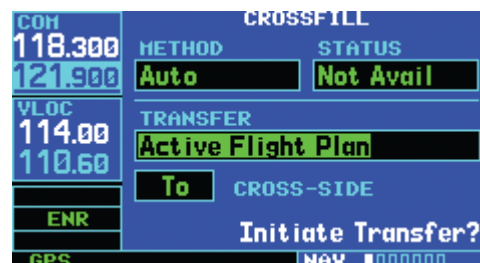 COM
118.300
121.900
VLOC
114.00
110.60
ENR
GPS
CROSSFILL
METHOD STATUS
Auto Not Avail
TRANSFER
Active Flight Plan
To CROSS-SIDE
Initiate Transfer?
NAV